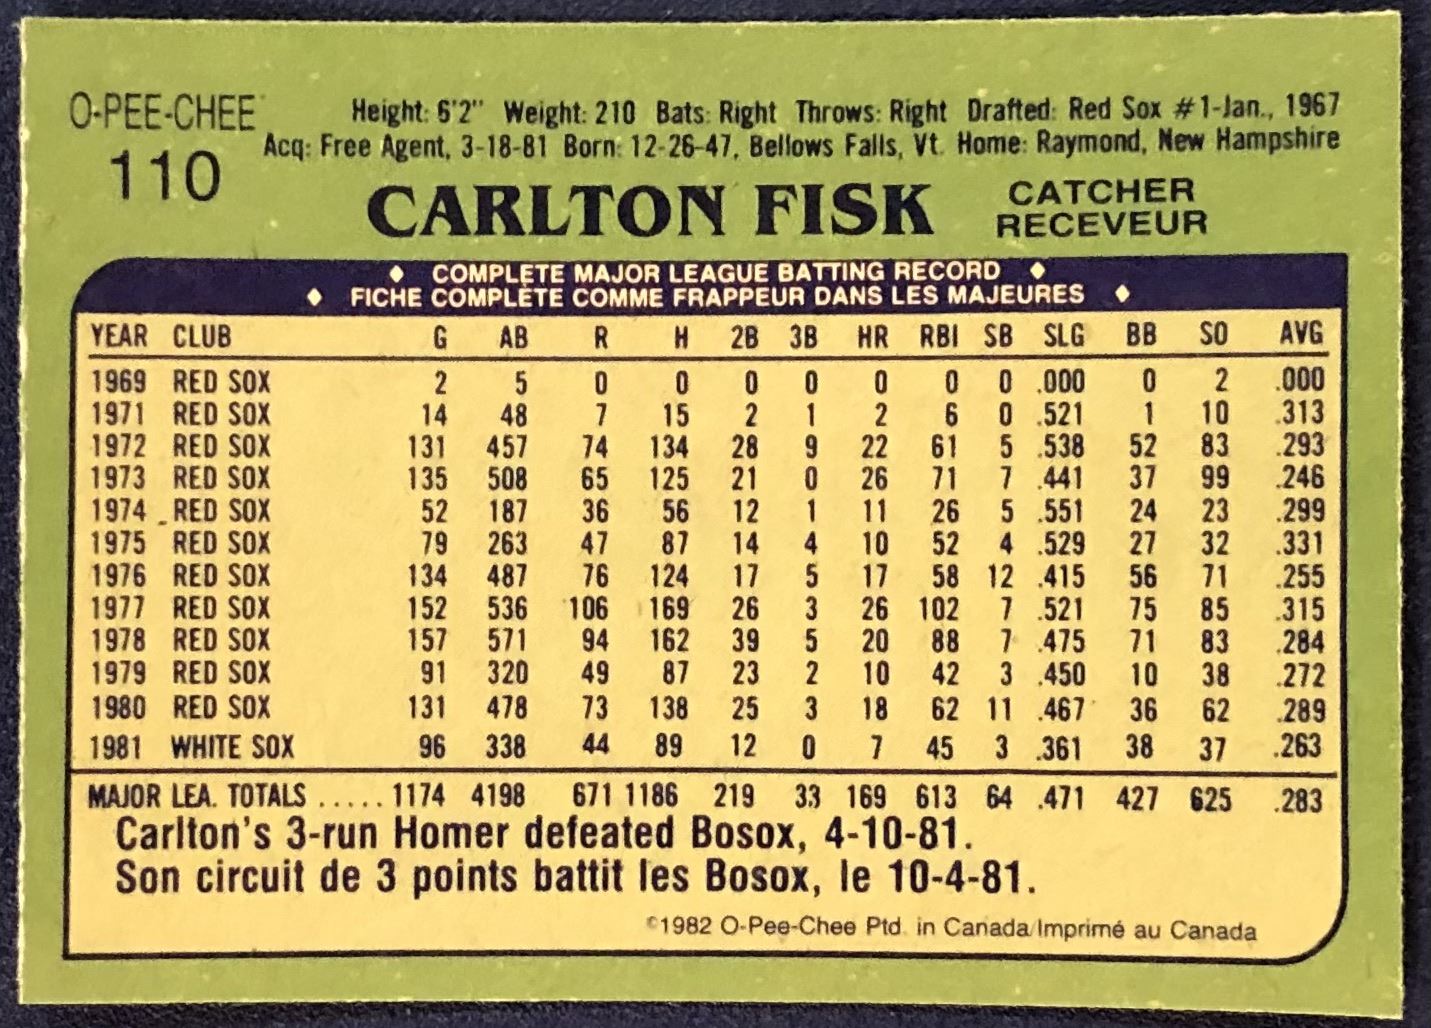 O-PEE-CHEE Height: 6'2" Weight: 210 Bats: Right Throws: Right Drafted: Red Sox #1-Jan., 1967
110 Acq: Free Agent, 3-18-81 Born: 12-26-47, Bellows Falls, Vt. Home: Raymond, New Hampshire
CARLTON FISK CATCHER
RECEVEUR
♦ COMPLETE MAJOR LEAGUE BATTING RECORD ♦
♦ FICHE COMPLÈTE COMME FRAPPEUR DANS LES MAJEURES ♦
YEAR CLUB G AB R H 2B 3B HR RBI SB SLG BB SO AVG
1969 RED SOX 2 5 0 0 0 0 0 0 0 .000 0 2 .000
1971 RED SOX 14 48 7 15 2 1 2 6 0 .521 1 10 .313
1972 RED SOX 131 457 74 134 28 9 22 61 5 .538 52 83 .293
1973 RED SOX 135 508 65 125 21 0 26 71 7 .441 37 99 .246
1974 RED SOX 52 187 36 56 12 1 11 26 5 .551 24 23 .299
1975 RED SOX 79 263 47 87 14 4 10 52 4 .529 27 32 .331
1976 RED SOX 134 487 76 124 17 5 17 58 12 .415 56 71 .255
1977 RED SOX 152 536 106 169 26 3 26 102 7 .521 75 85 .315
1978 RED SOX 157 571 94 162 39 5 20 88 7 .475 71 83 .284
1979 RED SOX 91 320 49 87 23 2 10 42 3 .450 10 38 .272
1980 RED SOX 131 478 73 138 25 3 18 62 11 .467 36 62 .289
1981 WHITE SOX 96 338 44 89 12 0 7 45 3 .361 38 37 .263
MAJOR LEA. TOTALS ..... 1174 4198 671 1186 219 33 169 613 64 .471 427 625 .283
Carlton's 3-run Homer defeated Bosox, 4-10-81.
Son circuit de 3 points battit les Bosox, le 10-4-81.
©1982 O-Pee-Chee Ptd. in Canada/Imprimé au Canada